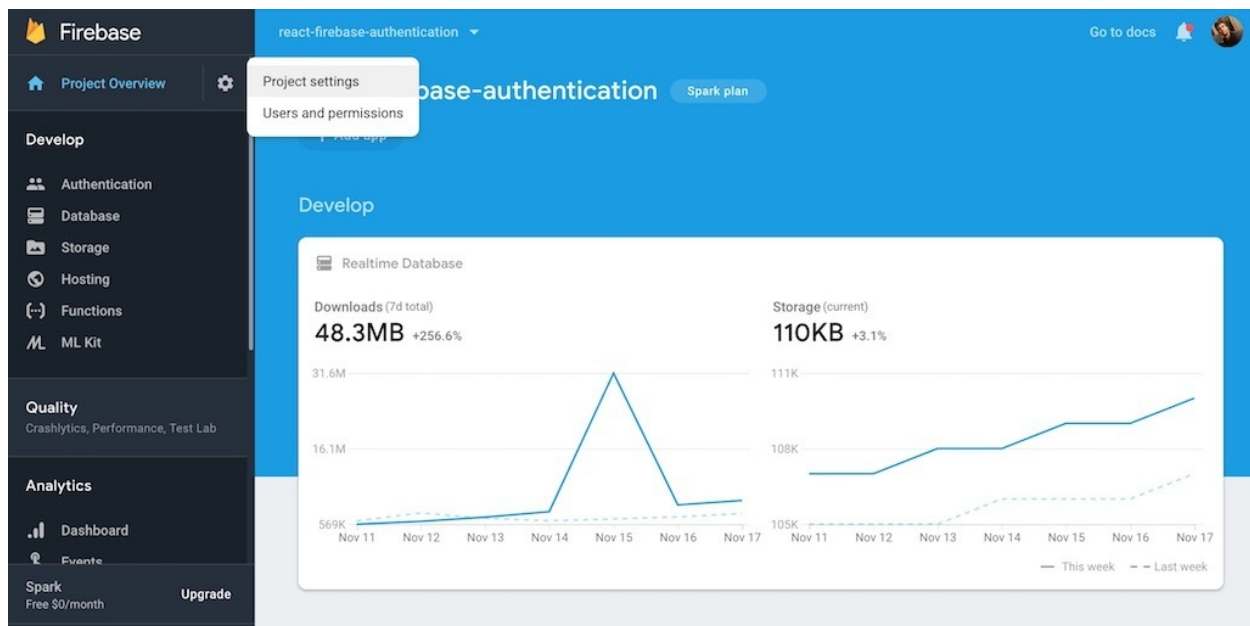 Firebase
react-firebase-authentication
Go to docs
Project Overview
Project settings
Users and permissions
base-authentication
Spark plan
Add app
Develop
Authentication
Database
Storage
Hosting
Functions
ML Kit
Quality
Crashlytics, Performance, Test Lab
Analytics
Dashboard
Events
Spark
Free $0/month
Upgrade
Develop
Realtime Database
Downloads (7d total)
48.3MB +256.6%
31.6M
16.1M
569K
Nov 11 Nov 12 Nov 13 Nov 14 Nov 15 Nov 16 Nov 17
Storage (current)
110KB +3.1%
111K
108K
105K
Nov 11 Nov 12 Nov 13 Nov 14 Nov 15 Nov 16 Nov 17
This week Last week